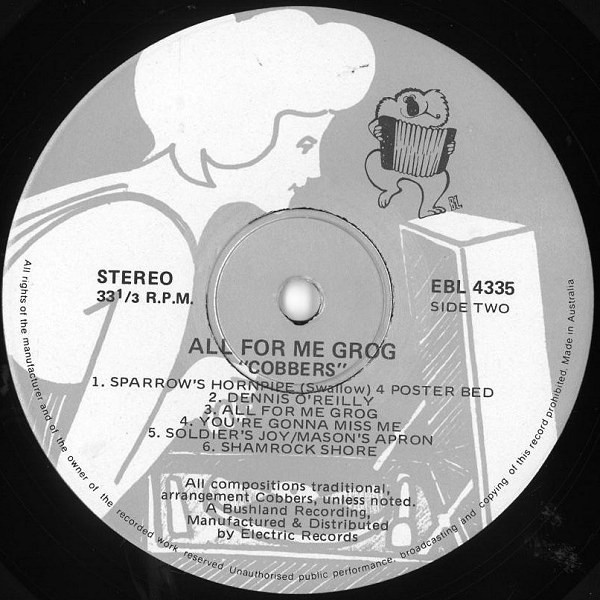 STEREO
33 1/3 R.P.M.
EBL 4335
SIDE TWO
ALL FOR ME GROG
"COBBERS"
1. SPARROW'S HORNPIPE (Swallow) 4 POSTER BED
2. DENNIS O'REILLY
3. ALL FOR ME GROG
4. YOU'RE GONNA MISS ME
5. SOLDIER'S JOY/MASON'S APRON
6. SHAMROCK SHORE
All compositions traditional,
arrangement Cobbers, unless noted.
A Bushland Recording,
Manufactured & Distributed
by Electric Records
All rights of the manufacturer and of the owner of the recorded work reserved. Unauthorised public performance, broadcasting and copying of this record prohibited. Made in Australia